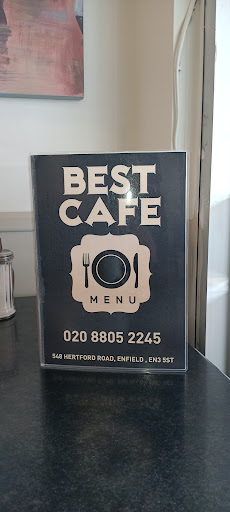 BEST
CAFE
MENU
020 8805 2245
548 HERTFORD ROAD, ENFIELD , EN3 5ST